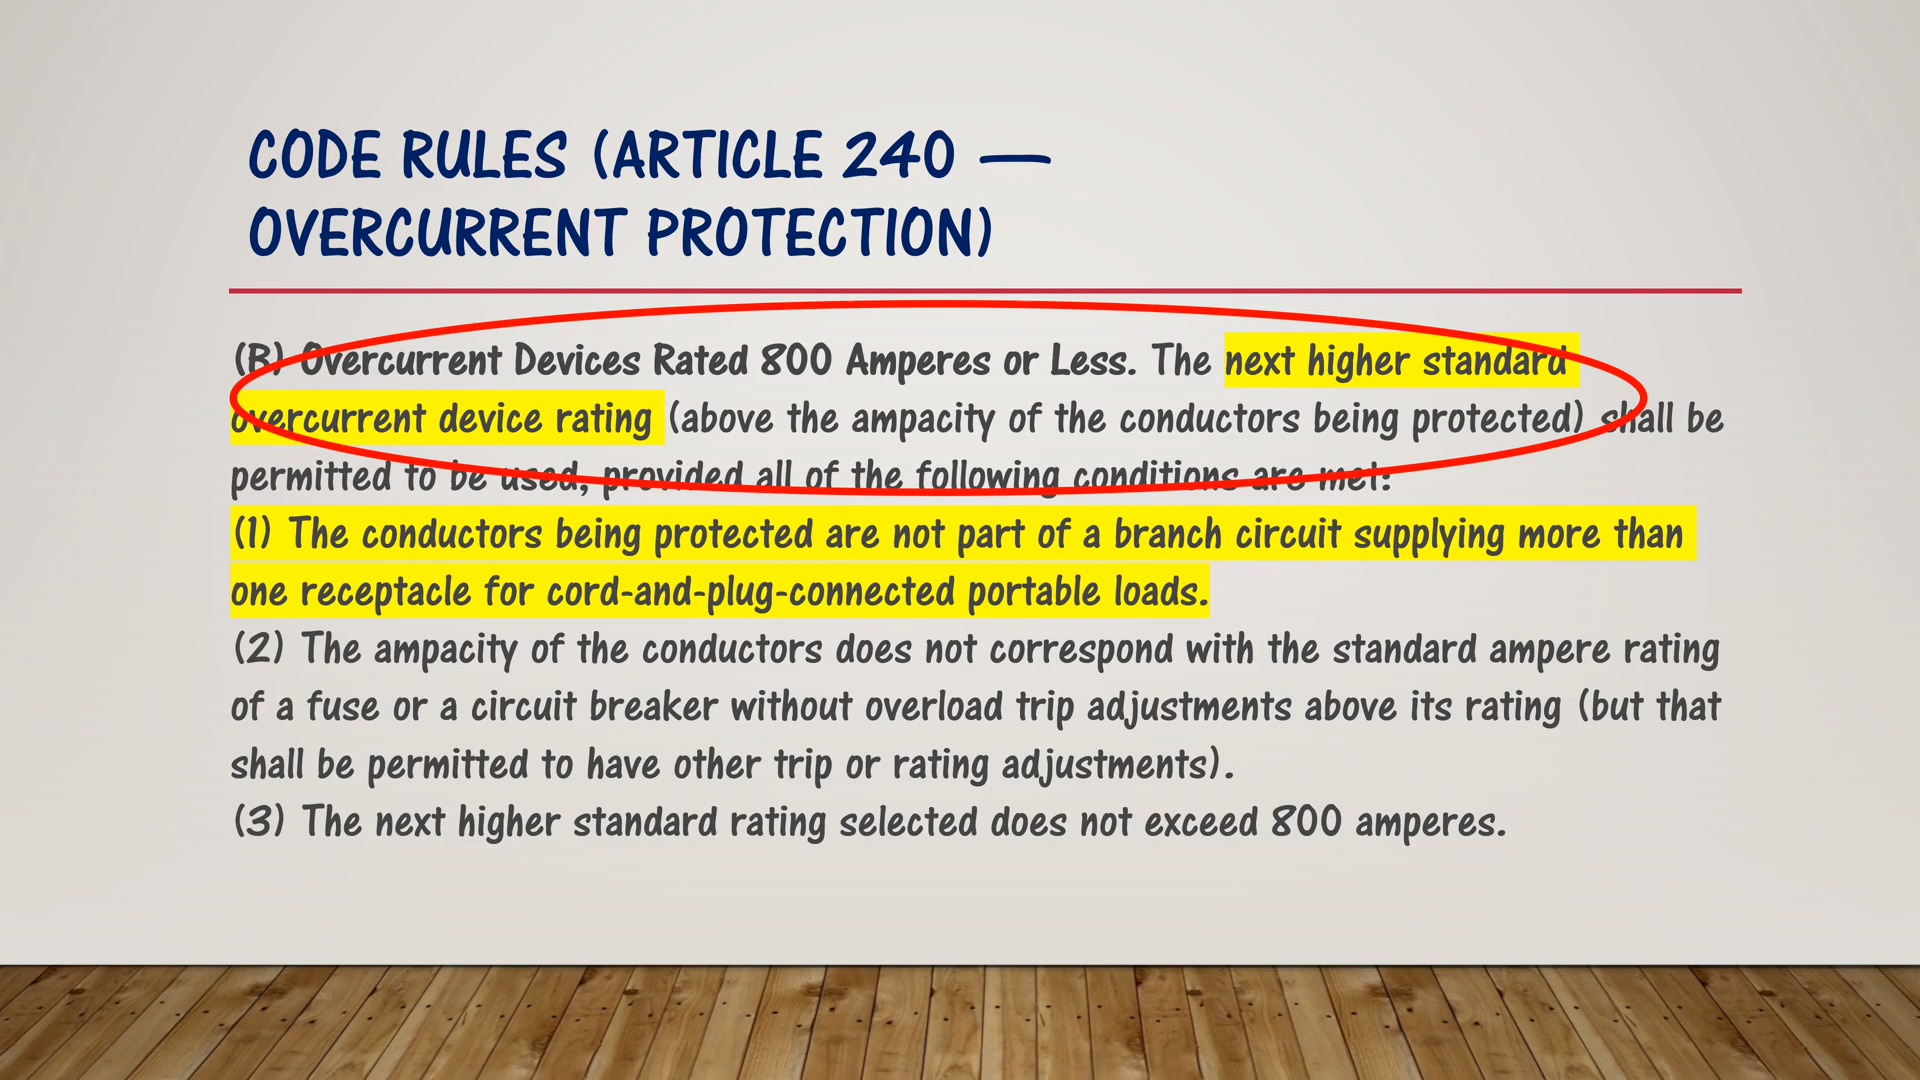 CODE RULES (ARTICLE 240 —
OVERCURRENT PROTECTION)
(B) Overcurrent Devices Rated 800 Amperes or Less. The next higher standard
overcurrent device rating (above the ampacity of the conductors being protected) shall be
permitted to be used, provided all of the following conditions are met:
(1) The conductors being protected are not part of a branch circuit supplying more than
one receptacle for cord-and-plug-connected portable loads.
(2) The ampacity of the conductors does not correspond with the standard ampere rating
of a fuse or a circuit breaker without overload trip adjustments above its rating (but that
shall be permitted to have other trip or rating adjustments).
(3) The next higher standard rating selected does not exceed 800 amperes.